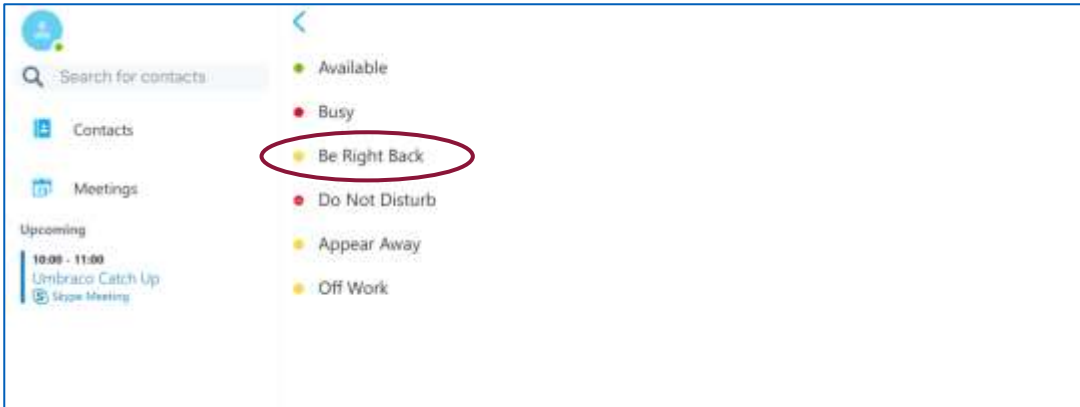 Search for contacts
Contacts
Meetings
Upcoming
10:00 - 11:00
Umbraco Catch Up
Skype Meeting
Available
Busy
Be Right Back
Do Not Disturb
Appear Away
Off Work